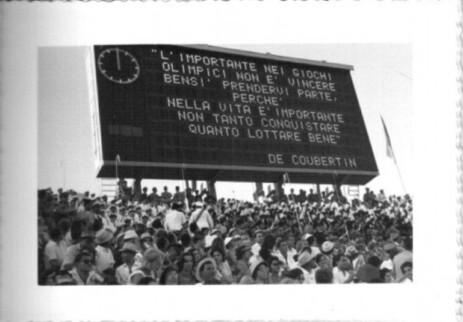 "L'IMPORTANTE NEI GIOCHI
OLIMPICI NON E' VINCERE
BENSI' PRENDERVI PARTE,
PERCHE'
NELLA VITA E' IMPORTANTE
NON TANTO CONQUISTARE
QUANTO LOTTARE BENE"
DE COUBERTIN